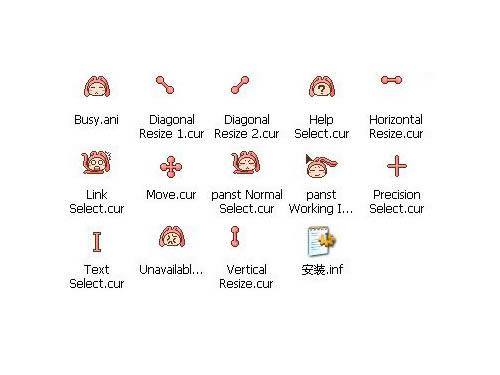 Busy.ani
Diagonal
Resize 1.cur
Diagonal
Resize 2.cur
Help
Select.cur
Horizontal
Resize.cur
Link
Select.cur
Move.cur
panst Normal
Select.cur
panst
Working I...
Precision
Select.cur
Text
Select.cur
Unavailabl...
Vertical
Resize.cur
安装.inf